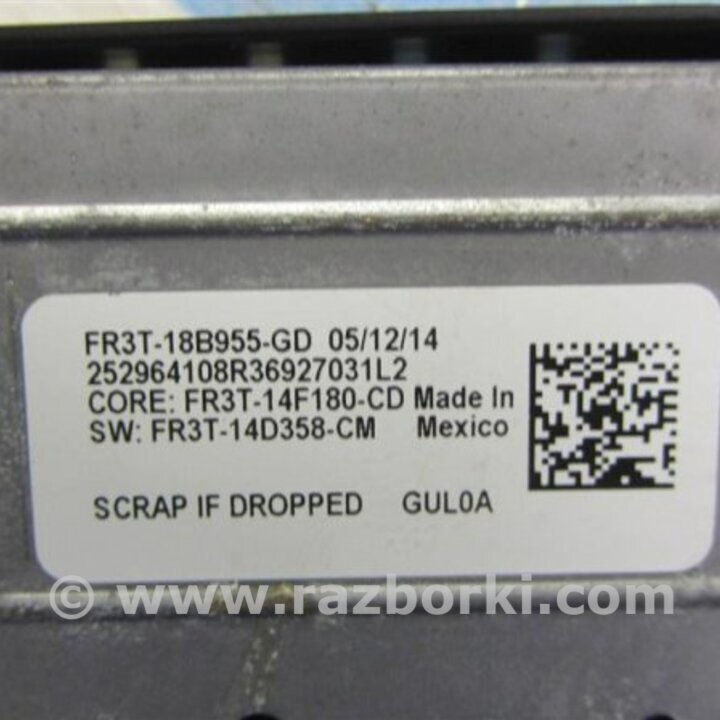 FR3T-18B955-GD 05/12/14
252964108R36927031L2
CORE: FR3T-14F180-CD Made In
SW: FR3T-14D358-CM Mexico
SCRAP IF DROPPED GUL0A
© www.razborki.com